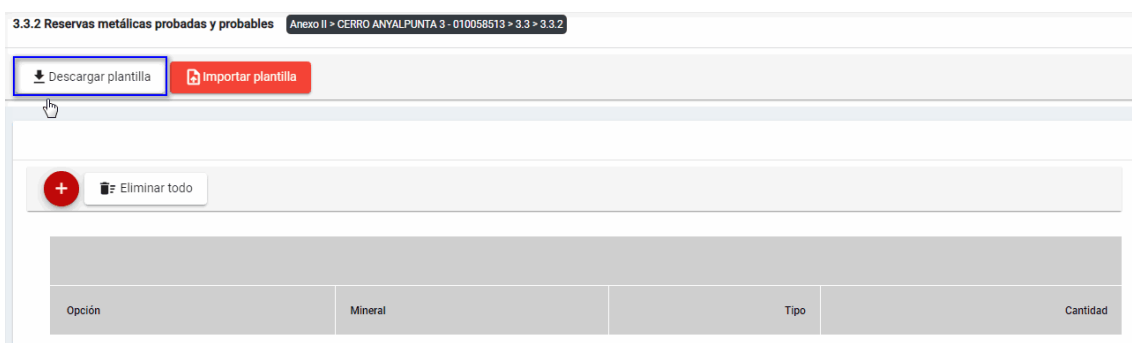 3.3.2 Reservas metálicas probadas y probables Anexo II > CERRO ANYALPUNTA 3 - 010058513 > 3.3 > 3.3.2
Descargar plantilla Importar plantilla
+ Eliminar todo
Opción Mineral Tipo Cantidad